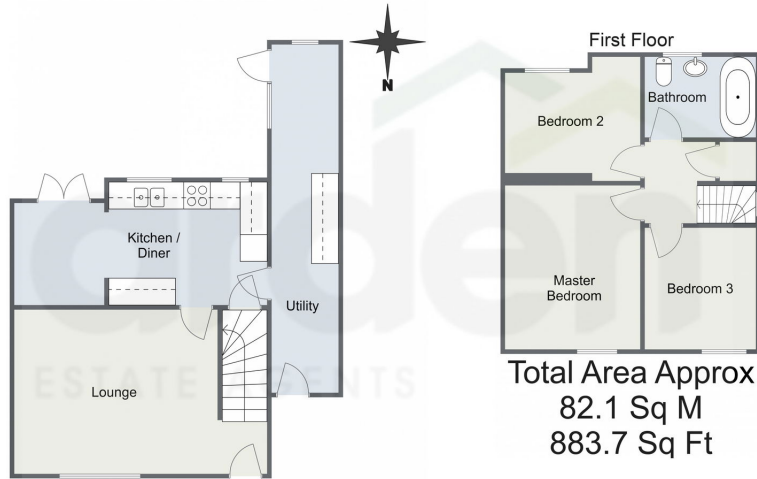 First Floor
N
Bathroom
Bedroom 2
Kitchen /
Diner
Utility
Lounge
Master
Bedroom
Bedroom 3
arden
ESTATE AGENTS
Total Area Approx
82.1 Sq M
883.7 Sq Ft